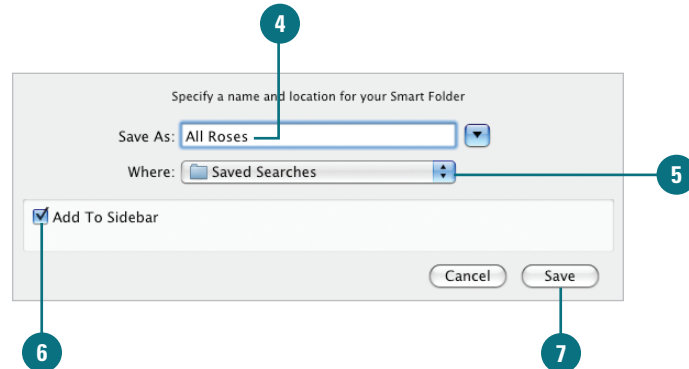 4
Specify a name and location for your Smart Folder
Save As: All Roses
Where: Saved Searches
5
Add To Sidebar
Cancel Save
6 7